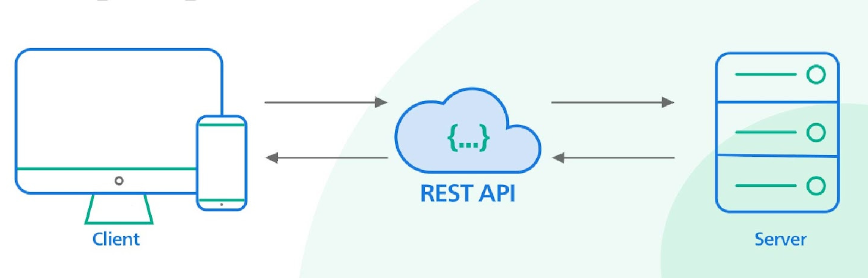 {...}
REST API
Client
Server